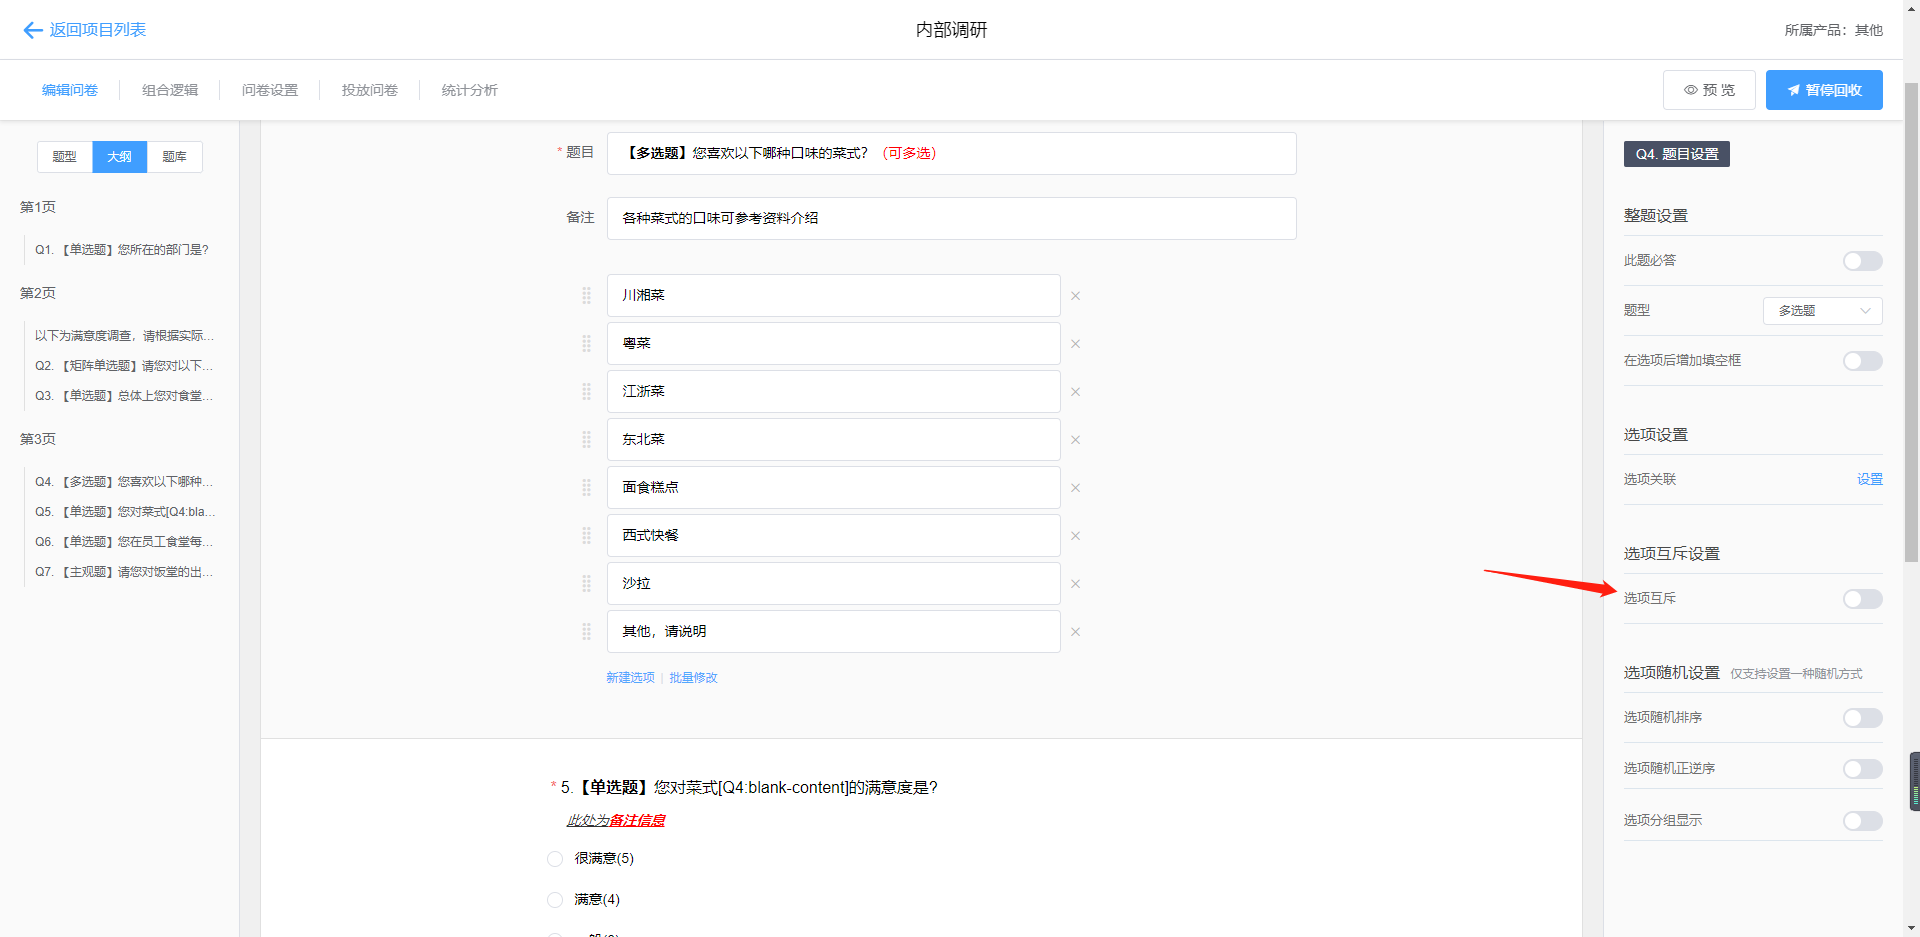 返回项目列表
内部调研
所属产品：其他
编辑问卷
组合逻辑
问卷设置
投放问卷
统计分析
预 览
暂停回收
题型
大纲
题库
第1页
Q1. 【单选题】您所在的部门是?
第2页
以下为满意度调查，请根据实际...
Q2. 【矩阵单选题】请您对以下...
Q3. 【单选题】总体上您对食堂...
第3页
Q4. 【多选题】您喜欢以下哪种...
Q5. 【单选题】您对菜式[Q4:bla...
Q6. 【单选题】您在员工食堂每...
Q7. 【主观题】请您对饭堂的出...
* 题目
【多选题】您喜欢以下哪种口味的菜式？（可多选）
备注
各种菜式的口味可参考资料介绍
川湘菜
粤菜
江浙菜
东北菜
面食糕点
西式快餐
沙拉
其他，请说明
新建选项 | 批量修改
* 5.【单选题】您对菜式[Q4:blank-content]的满意度是?
此处为备注信息
很满意(5)
满意(4)
Q4. 题目设置
整题设置
此题必答
题型
多选题
在选项后增加填空框
选项设置
选项关联
设置
选项互斥设置
选项互斥
选项随机设置 仅支持设置一种随机方式
选项随机排序
选项随机正逆序
选项分组显示